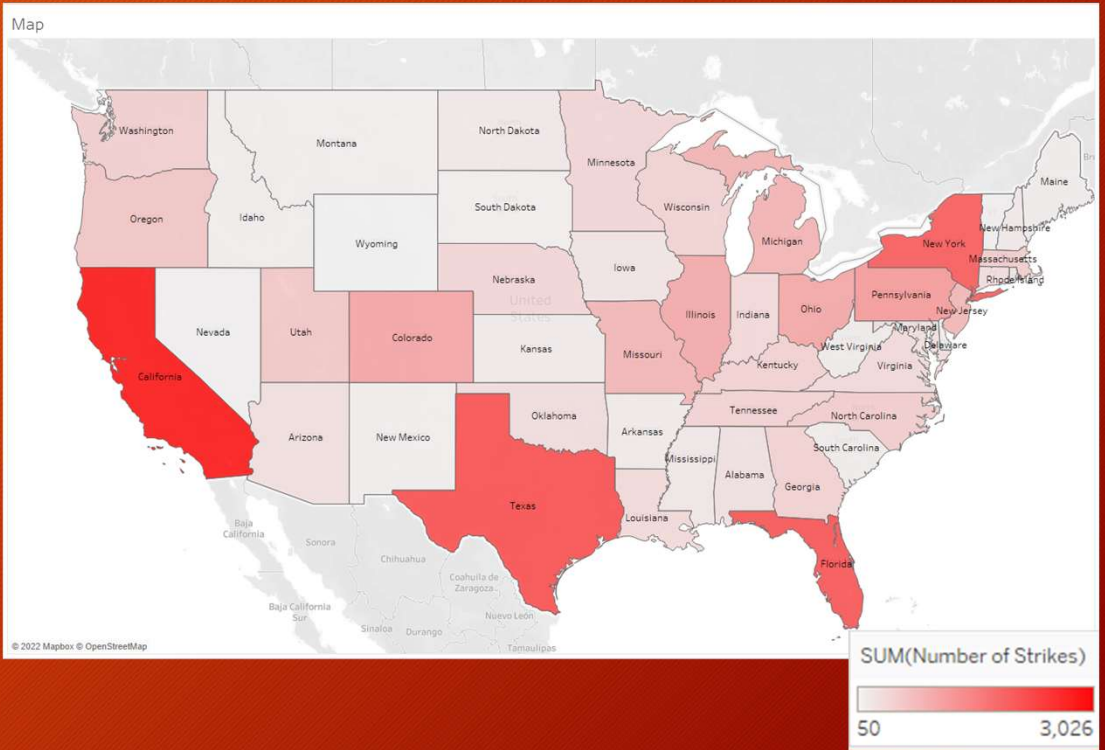 Map
Washington
Montana
North Dakota
Minnesota
Maine
Oregon
Idaho
South Dakota
Wisconsin
Michigan
New York
New Hampshire
Massachusetts
Rhode Island
Wyoming
Nebraska
Iowa
United
States
Illinois
Indiana
Ohio
Pennsylvania
New Jersey
Maryland
Delaware
Nevada
Utah
Colorado
Kansas
Missouri
West Virginia
Virginia
Kentucky
California
Arizona
New Mexico
Oklahoma
Arkansas
Tennessee
North Carolina
South Carolina
Mississippi
Alabama
Georgia
Texas
Louisiana
Florida
Baja
California
Sonora
Chihuahua
Coahuila de
Zaragoza
Baja California
Sur
Sinaloa
Durango
Nuevo León
Tamaulipas
© 2022 Mapbox © OpenStreetMap
SUM(Number of Strikes)
50 3,026